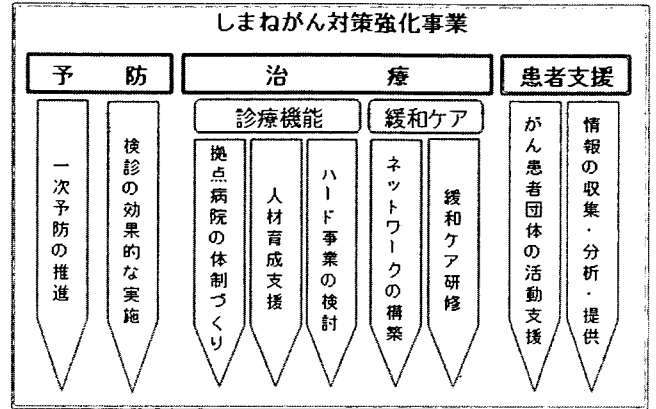 しまねがん対策強化事業
予防
治療
患者支援
診療機能
緩和ケア
一次予防の推進
検診の効果的な実施
拠点病院の体制づくり
人材育成支援
ハード事業の検討
ネットワークの構築
緩和ケア研修
がん患者団体の活動支援
情報の収集・分析・提供